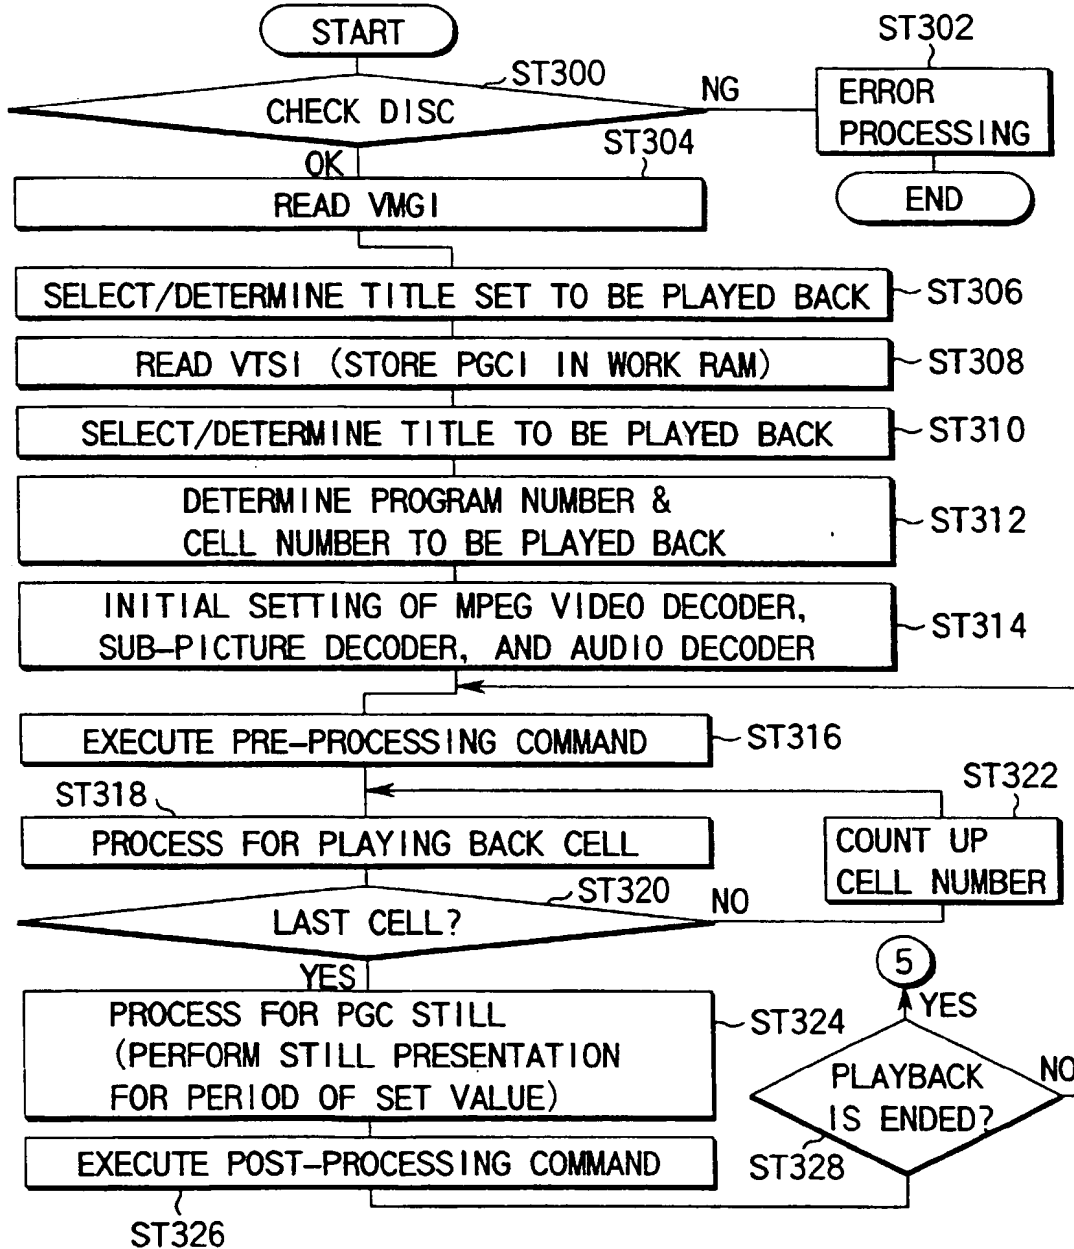 START
ST300
CHECK DISC
NG
ST302
ERROR
PROCESSING
END
OK
ST304
READ VMGI
SELECT/DETERMINE TITLE SET TO BE PLAYED BACK
ST306
READ VTSI (STORE PGCI IN WORK RAM)
ST308
SELECT/DETERMINE TITLE TO BE PLAYED BACK
ST310
DETERMINE PROGRAM NUMBER &
CELL NUMBER TO BE PLAYED BACK
ST312
INITIAL SETTING OF MPEG VIDEO DECODER,
SUB-PICTURE DECODER, AND AUDIO DECODER
ST314
EXECUTE PRE-PROCESSING COMMAND
ST316
ST318
PROCESS FOR PLAYING BACK CELL
ST322
COUNT UP
CELL NUMBER
ST320
LAST CELL?
NO
YES
PROCESS FOR PGC STILL
(PERFORM STILL PRESENTATION
FOR PERIOD OF SET VALUE)
ST324
EXECUTE POST-PROCESSING COMMAND
ST326
5
YES
PLAYBACK
IS ENDED?
NO
ST328